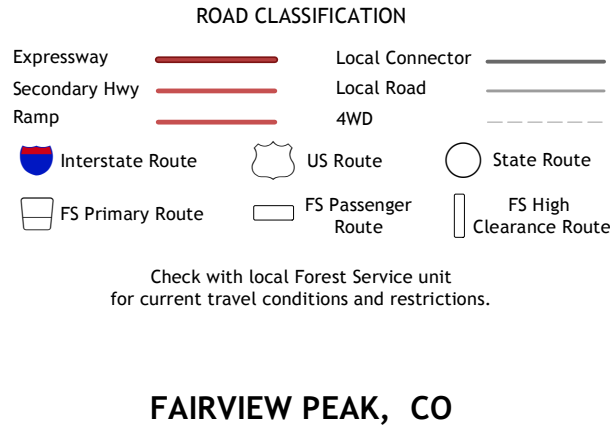 ROAD CLASSIFICATION
Expressway
Local Connector
Secondary Hwy
Local Road
Ramp
4WD
Interstate Route
US Route
State Route
FS Primary Route
FS Passenger
Route
FS High
Clearance Route
Check with local Forest Service unit
for current travel conditions and restrictions.
FAIRVIEW PEAK, CO